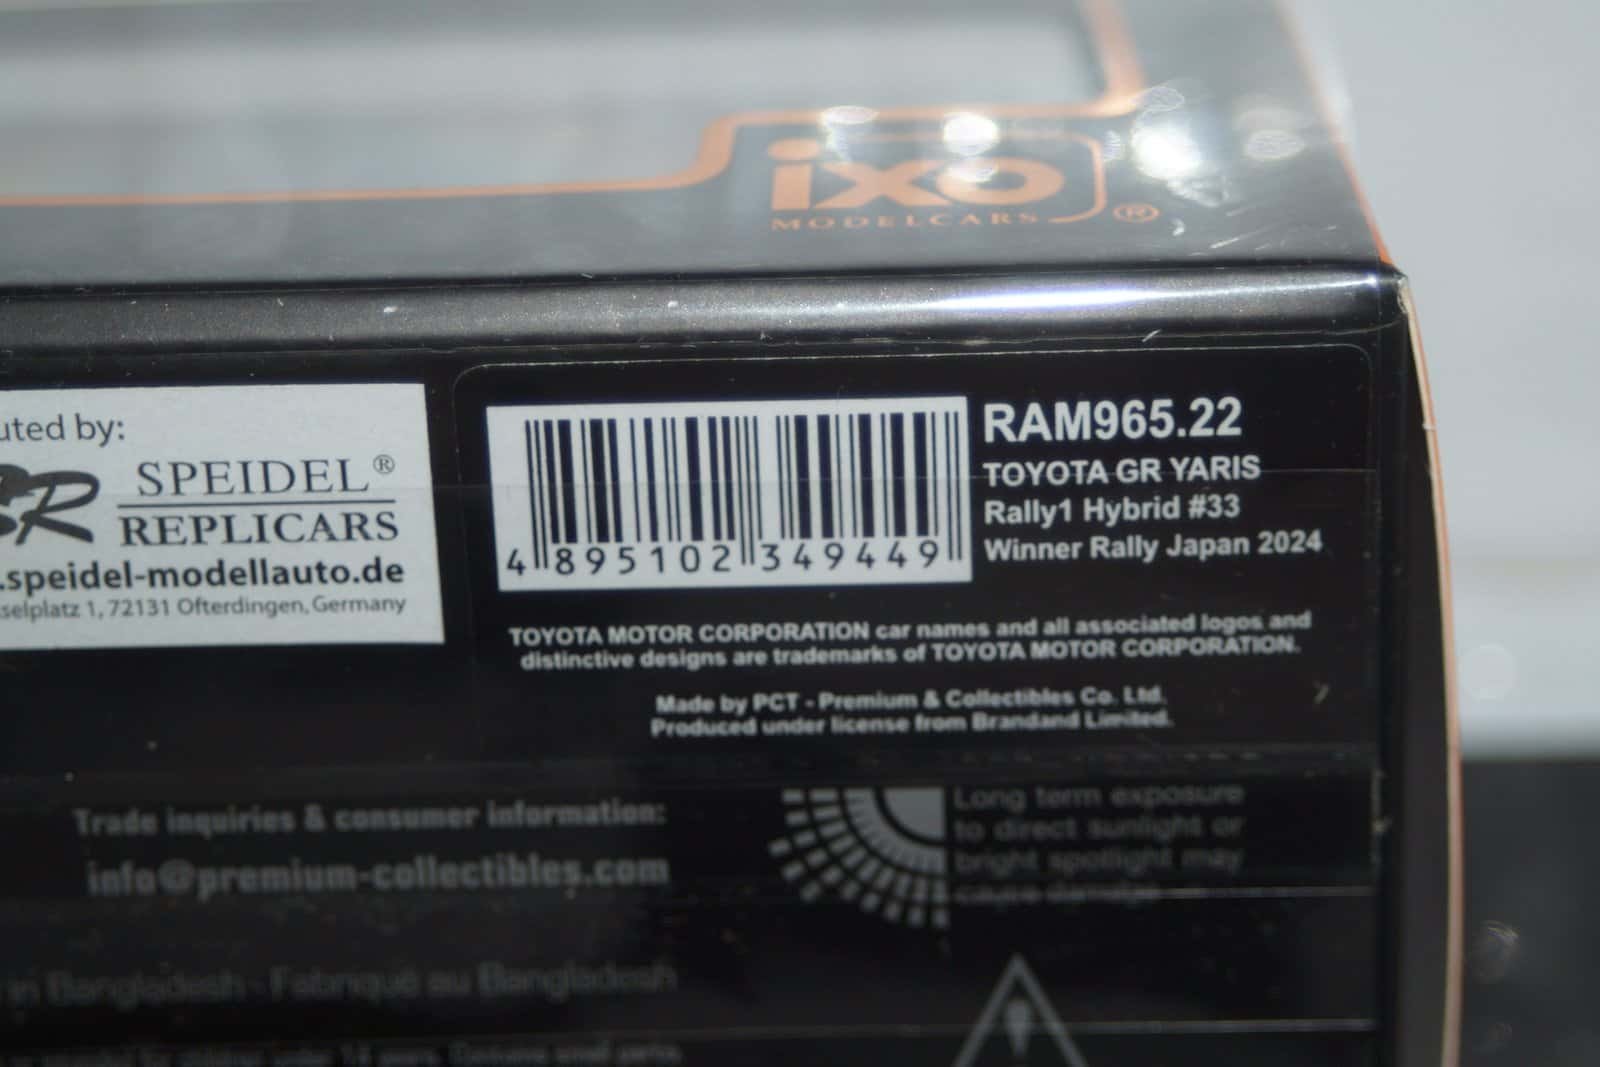 ixo
MODELCARS ®
uted by:
SR SPEIDEL®
REPLICARS
.speidel-modellauto.de
selplatz 1, 72131 Ofterdingen, Germany
4 895102 349449
RAM965.22
TOYOTA GR YARIS
Rally1 Hybrid #33
Winner Rally Japan 2024
TOYOTA MOTOR CORPORATION car names and all associated logos and
distinctive designs are trademarks of TOYOTA MOTOR CORPORATION.
Made by PCT - Premium & Collectibles Co. Ltd.
Produced under license from Brandand Limited.
Trade inquiries & consumer information:
info@premium-collectibles.com
Long term exposure
to direct sunlight or
bright spotlight may
cause damage
in Bangladesh - Fabriqué au Bangladesh